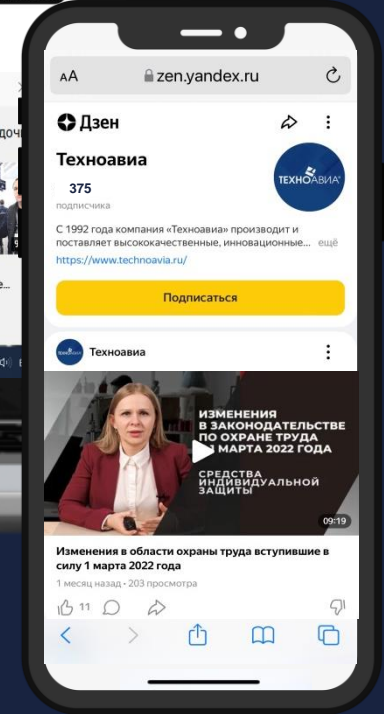 AA zen.yandex.ru
Дзен
Техноавиа
375
подписчика
ТЕХНОАВИА
С 1992 года компания «Техноавиа» производит и
поставляет высококачественные, инновационные... ещё
https://www.technoavia.ru/
Подписаться
Техноавиа
ИЗМЕНЕНИЯ
В ЗАКОНОДАТЕЛЬСТВЕ
ПО ОХРАНЕ ТРУДА
МАРТА 2022 ГОДА
СРЕДСТВА
ИНДИВИДУАЛЬНОЙ
ЗАЩИТЫ
09:19
Изменения в области охраны труда вступившие в
силу 1 марта 2022 года
1 месяц назад • 203 просмотра
11